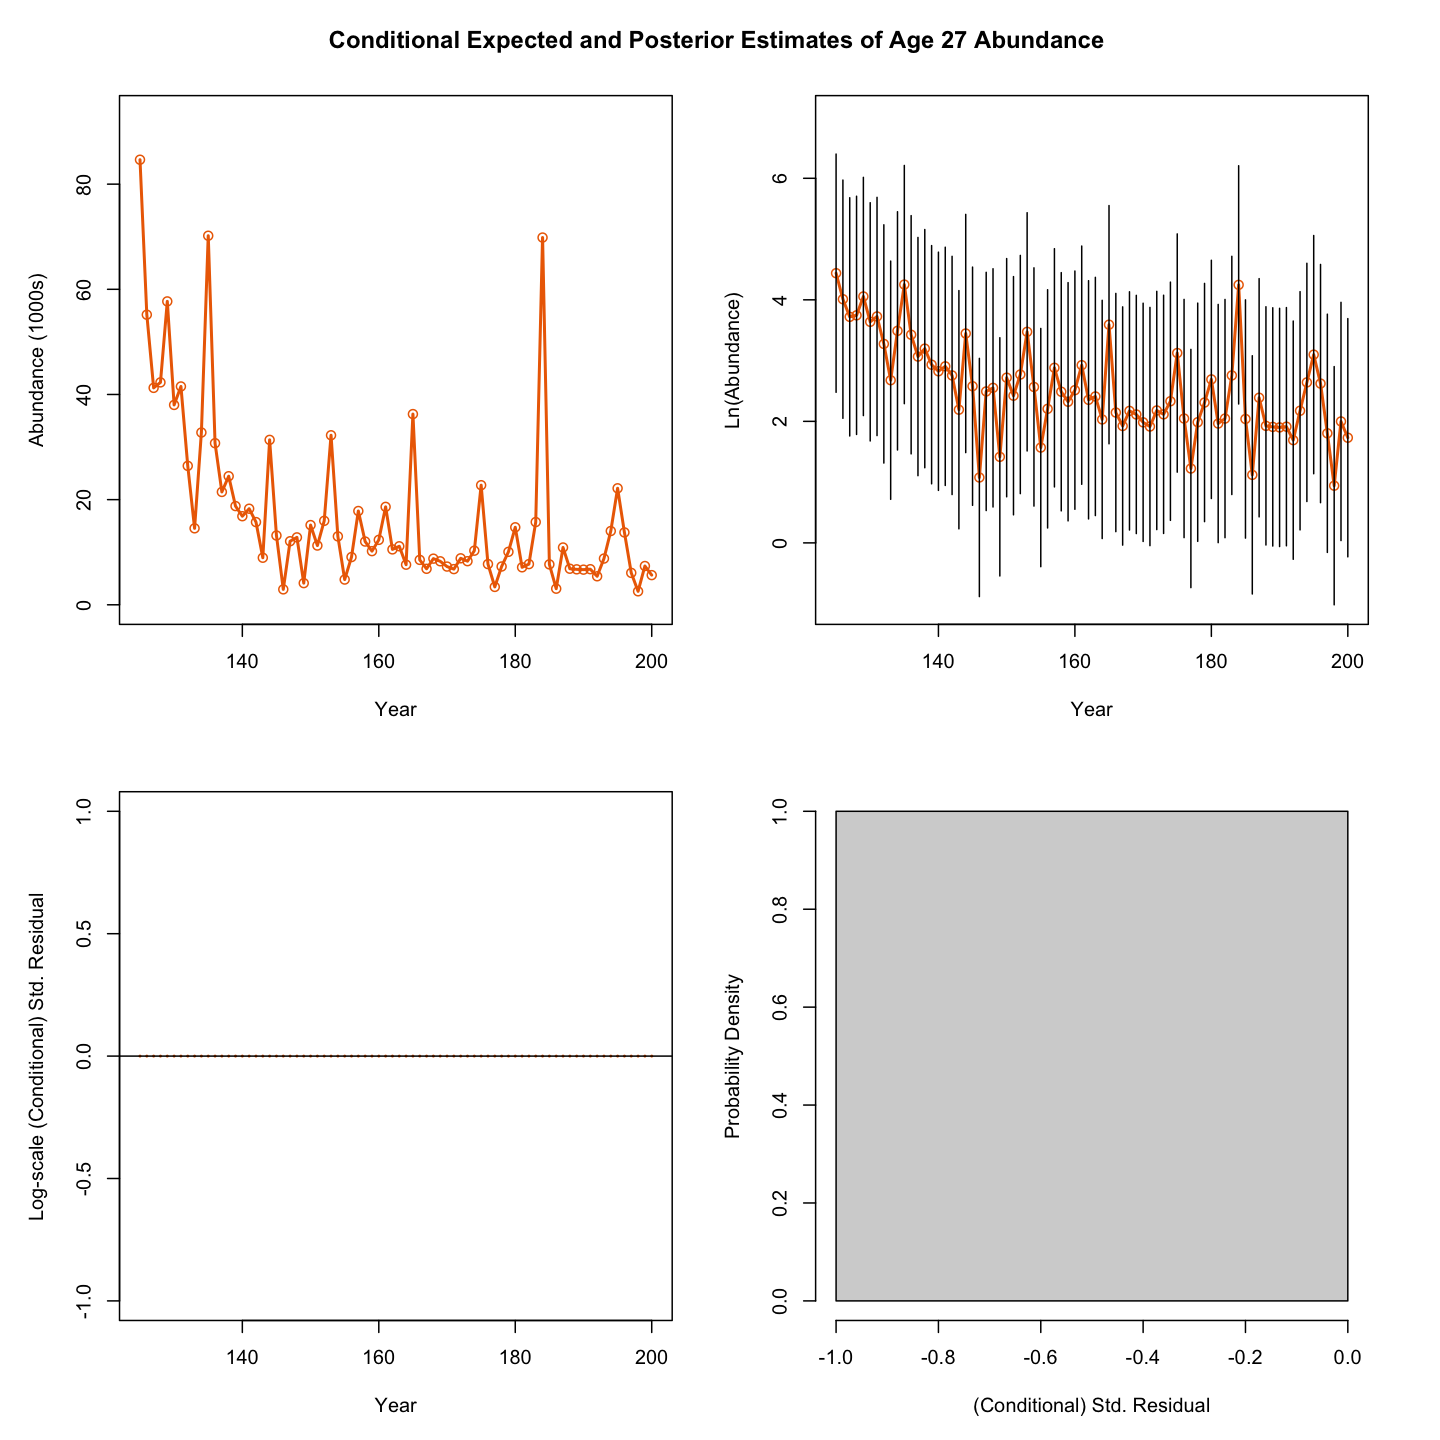 Conditional Expected and Posterior Estimates of Age 27 Abundance
Abundance (1000s)
0 20 40 60 80
140 160 180 200
Year
Ln(Abundance)
0 2 4 6
140 160 180 200
Year
Log-scale (Conditional) Std. Residual
-1.0 -0.5 0.0 0.5 1.0
140 160 180 200
Year
Probability Density
0.0 0.2 0.4 0.6 0.8 1.0
-1.0 -0.8 -0.6 -0.4 -0.2 0.0
(Conditional) Std. Residual